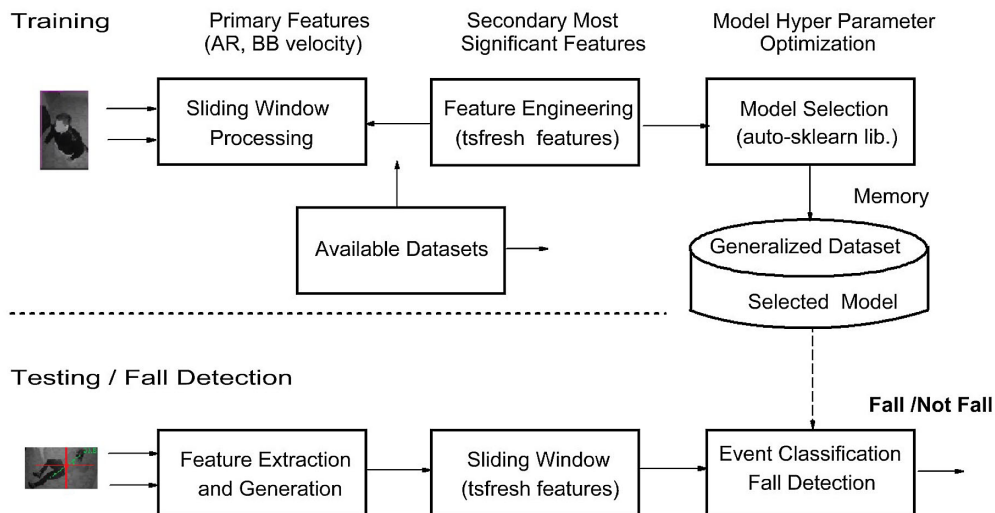 Training
Primary Features
(AR, BB velocity)
Secondary Most
Significant Features
Model Hyper Parameter
Optimization
Sliding Window
Processing
Feature Engineering
(tsfresh features)
Model Selection
(auto-sklearn lib.)
Memory
Available Datasets
Generalized Dataset
Selected Model
Testing / Fall Detection
Fall /Not Fall
Feature Extraction
and Generation
Sliding Window
(tsfresh features)
Event Classification
Fall Detection